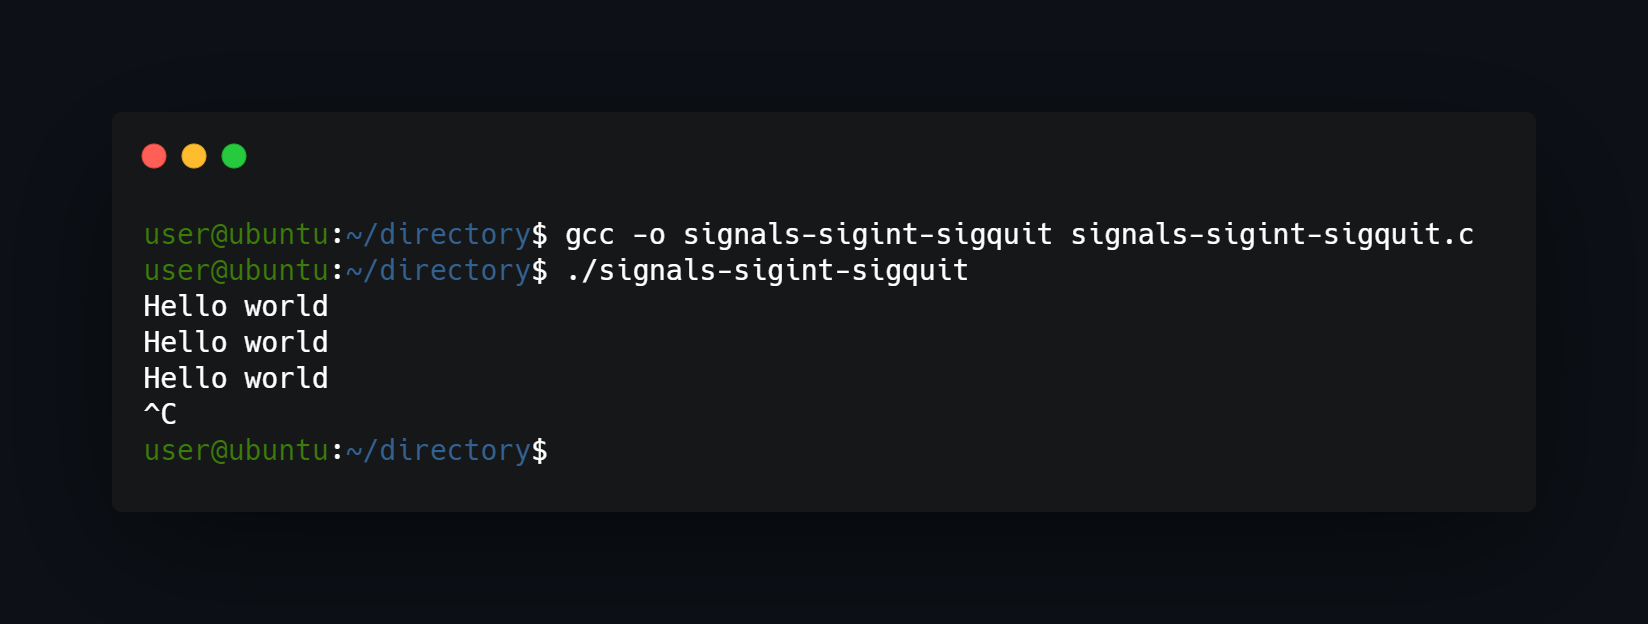 user@ubuntu:~/directory$ gcc -o signals-sigint-sigquit signals-sigint-sigquit.c
user@ubuntu:~/directory$ ./signals-sigint-sigquit
Hello world
Hello world
Hello world
^C
user@ubuntu:~/directory$